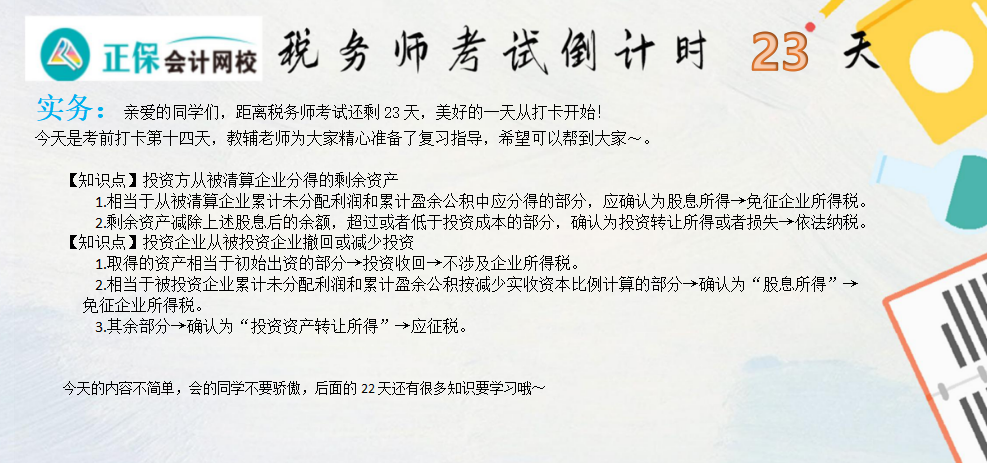 正保会计网校 税务师考试倒计时 23 天
实务：亲爱的同学们，距离税务师考试还剩 23 天，美好的一天从打卡开始！
今天是考前打卡第十四天，教辅老师为大家精心准备了复习指导，希望可以帮到大家～。
【知识点】投资方从被清算企业分得的剩余资产
1.相当于从被清算企业累计未分配利润和累计盈余公积中应分得的部分，应确认为股息所得→免征企业所得税。
2.剩余资产减除上述股息后的余额，超过或者低于投资成本的部分，确认为投资转让所得或者损失→依法纳税。
【知识点】投资企业从被投资企业撤回或减少投资
1.取得的资产相当于初始出资的部分→投资收回→不涉及企业所得税。
2.相当于被投资企业累计未分配利润和累计盈余公积按减少实收资本比例计算的部分→确认为“股息所得”→
免征企业所得税。
3.其余部分→确认为“投资资产转让所得”→应征税。
今天的内容不简单，会的同学不要骄傲，后面的 22 天还有很多知识要学习哦～